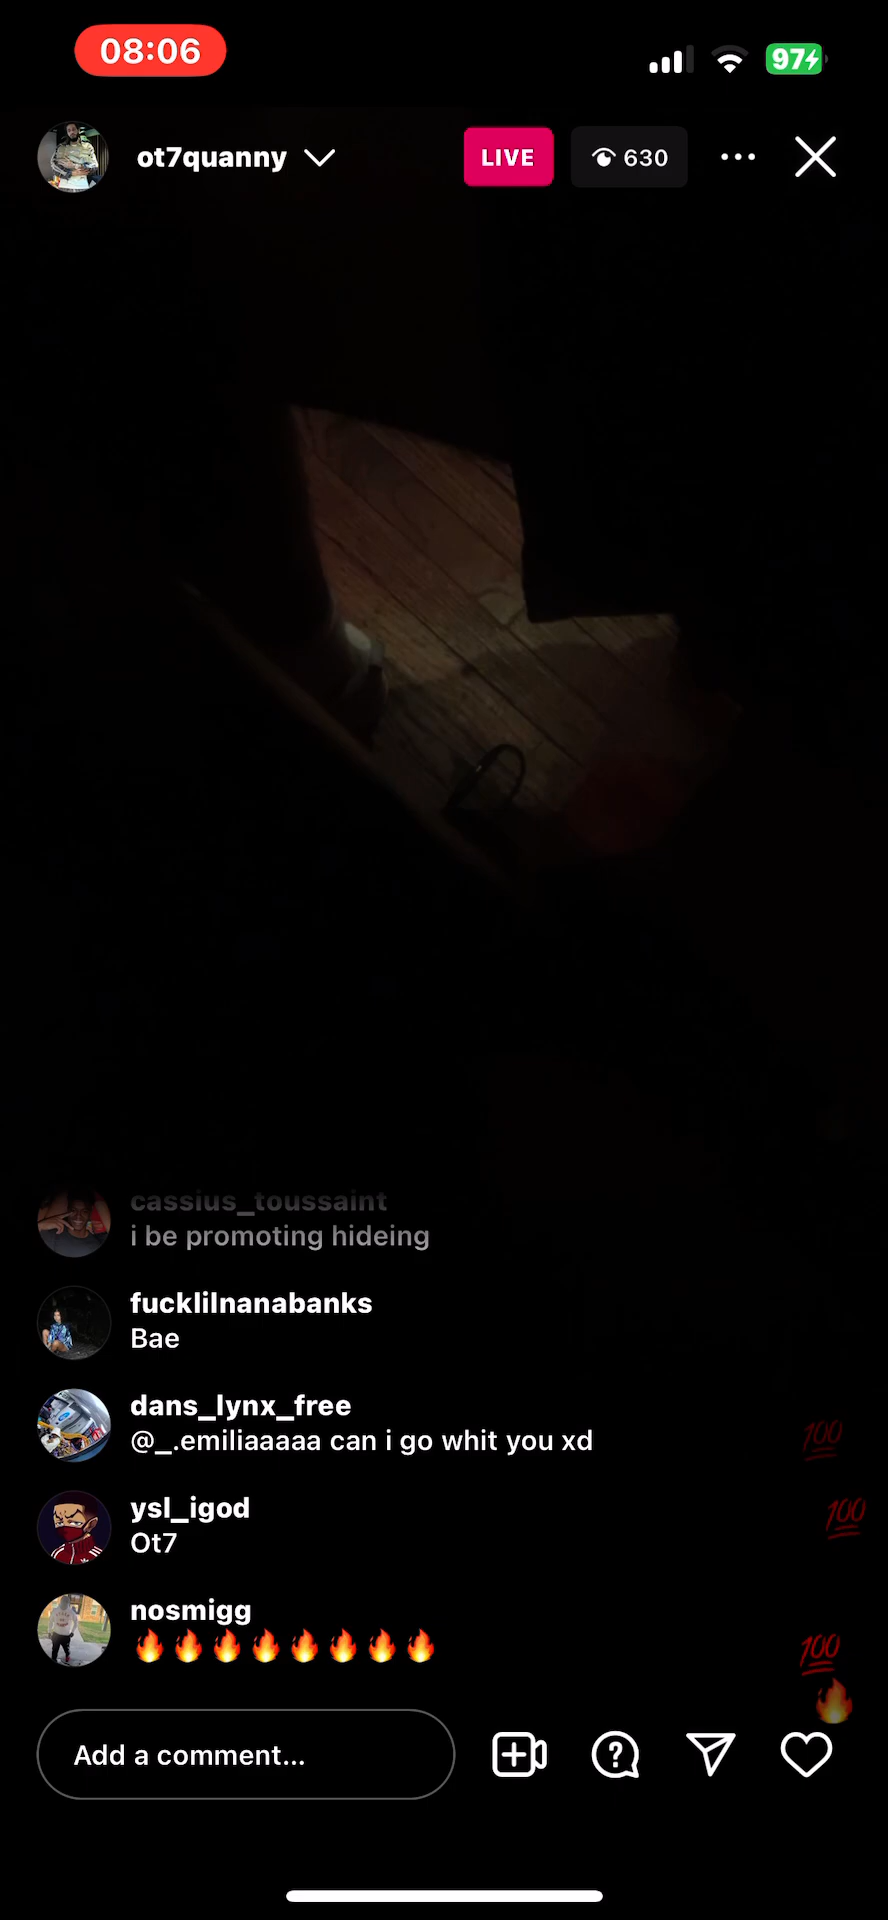 08:06
97
ot7quanny
LIVE
630
cassius_toussaint
i be promoting hideing
fucklilnanabanks
Bae
dans_lynx_free
@_.emiliaaaaa can i go whit you xd
ysl_igod
Ot7
nosmigg
🔥🔥🔥🔥🔥🔥🔥🔥
Add a comment...